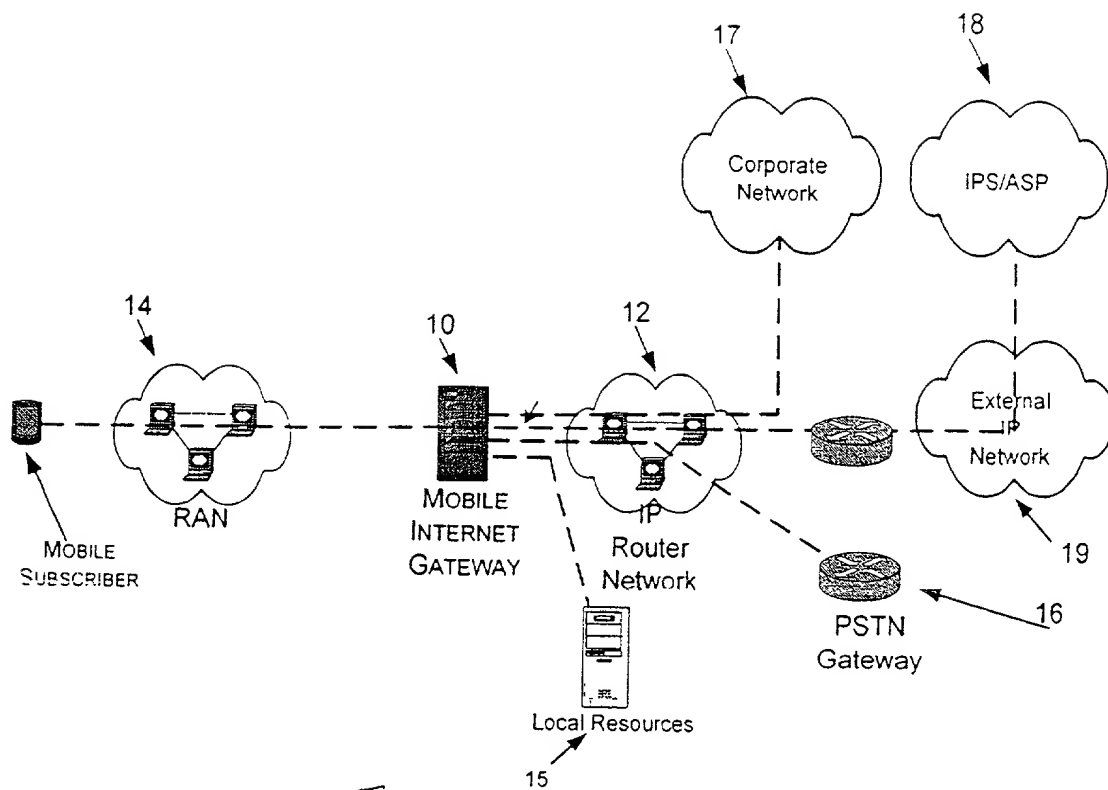 17
18
Corporate
Network
IPS/ASP
14
10
12
External
IP
Network
RAN
MOBILE
SUBSCRIBER
MOBILE
INTERNET
GATEWAY
IP
Router
Network
19
16
PSTN
Gateway
Local Resources
15